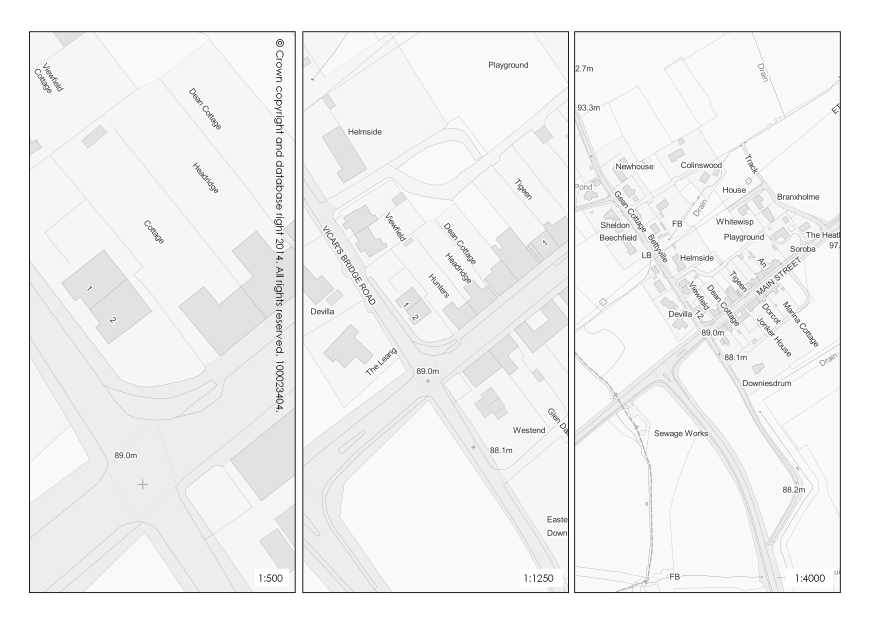 Viewfield
Cottage
Dean Cottage
Headridge
Cottage
1
2
89.0m
© Crown copyright and database right 2014. All rights reserved. 100023404.
1:500
Playground
Helmside
Tigeen
Viewfield
Dean Cottage
Headridge
Hunters
1
VICAR'S BRIDGE ROAD
1
2
Devilla
The Learig
89.0m
Westend
Glen Da
88.1m
Easte
Down
1:1250
2.7m
93.3m
Drain
Newhouse
Colinswood
Track
Pond
House
Branxholme
Gean Cottage
Drain
Sheldon
Beechfield
FB
Whitewisp
Playground
The Heat
97.
Soroba
Bettyville
LB
Helmside
An
MAIN STREET
Tigeen
Viewfield
Dean Cottage
12
Devilla
Dorcot
Marina Cottage
Jonker House
89.0m
88.1m
Drain
Downiesdrum
Sewage Works
88.2m
FB
1:4000